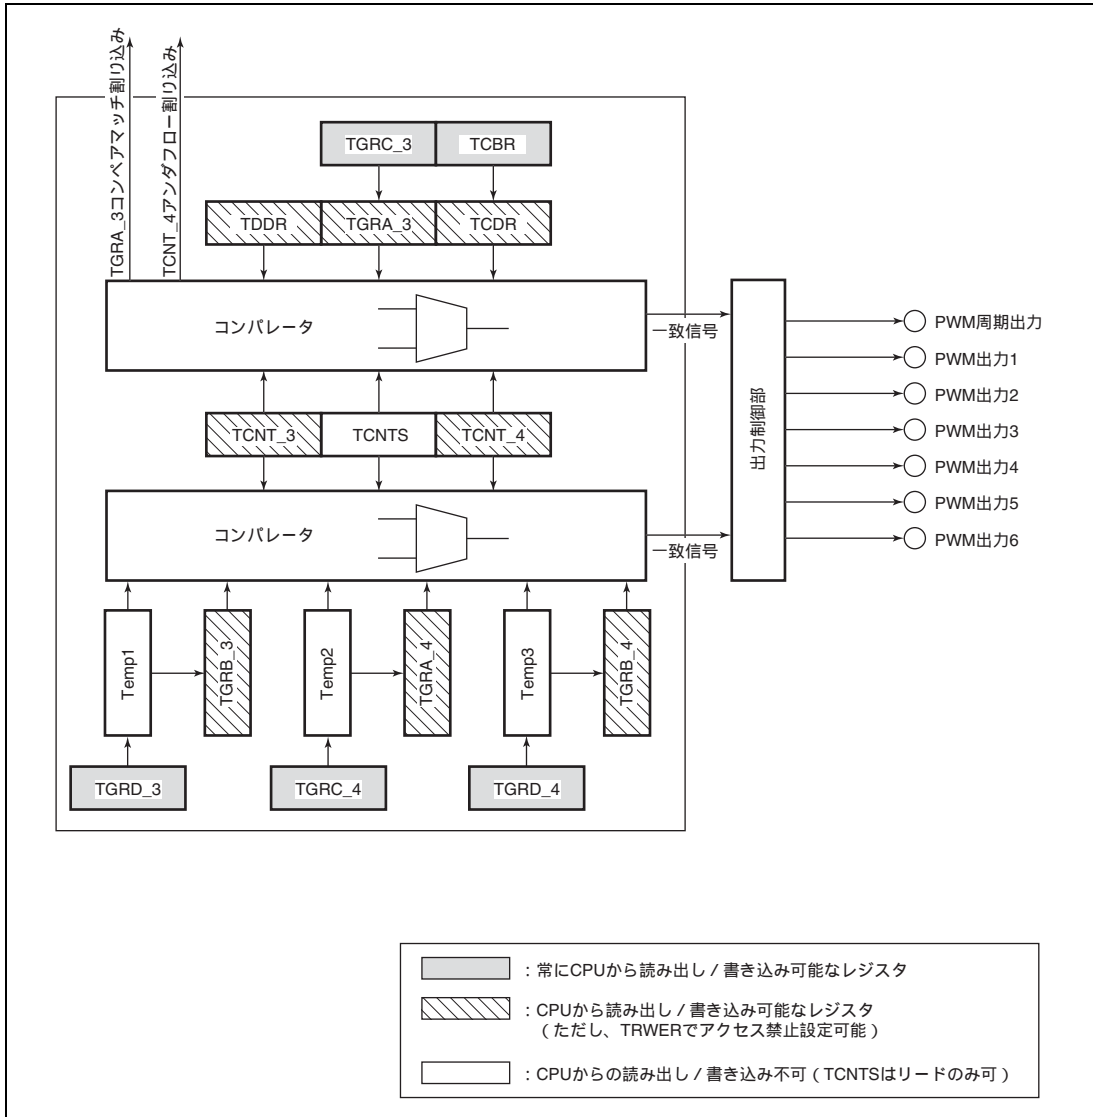 TGRA_3コンペアマッチ割り込み
TCNT_4アンダフロー割り込み
TGRC_3
TCBR
TDDR
TGRA_3
TCDR
コンパレータ
一致信号
TCNT_3
TCNTS
TCNT_4
コンパレータ
一致信号
出力制御部
PWM周期出力
PWM出力1
PWM出力2
PWM出力3
PWM出力4
PWM出力5
PWM出力6
Temp1
TGRB_3
Temp2
TGRA_4
Temp3
TGRB_4
TGRD_3
TGRC_4
TGRD_4
：常にCPUから読み出し / 書き込み可能なレジスタ
：CPUから読み出し / 書き込み可能なレジスタ
（ただし、TRWERでアクセス禁止設定可能）
：CPUからの読み出し / 書き込み不可（TCNTSはリードのみ可）